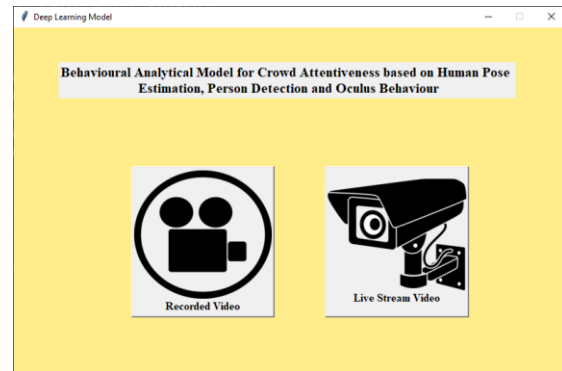 Deep Learning Model
Behavioural Analytical Model for Crowd Attentiveness based on Human Pose
Estimation, Person Detection and Oculus Behaviour
Recorded Video
Live Stream Video